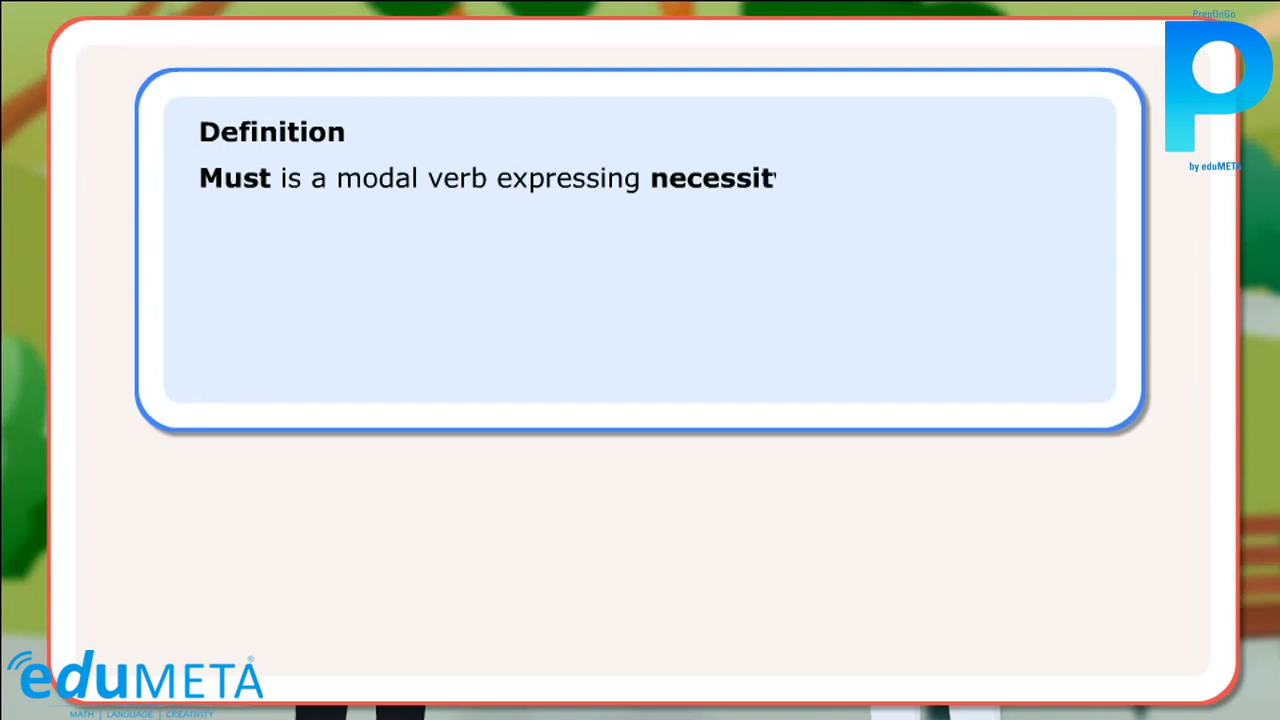 PrepOnGo
by eduMETA
Definition
Must is a modal verb expressing necessit
eduMETA®
MATH | LANGUAGE | CREATIVITY